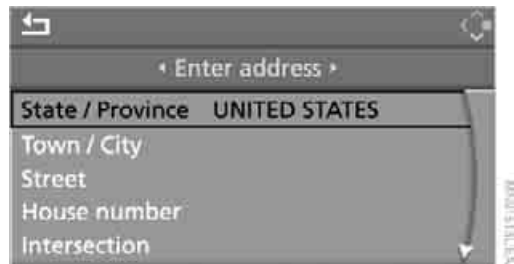 Enter address
State / Province UNITED STATES
Town / City
Street
House number
Intersection